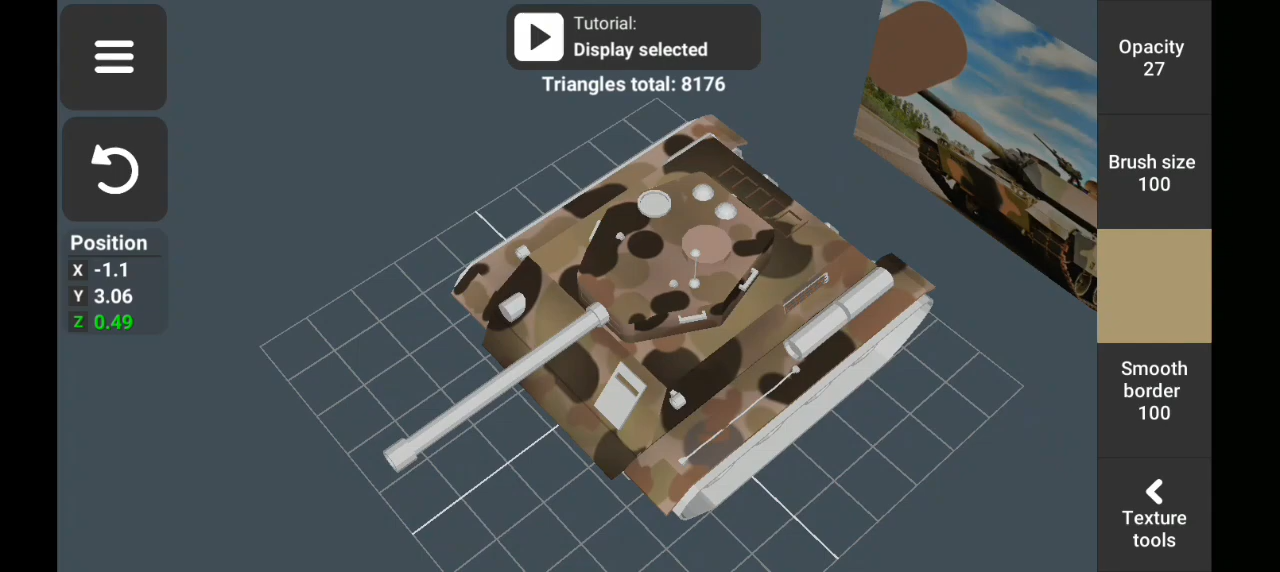 Tutorial:
Display selected
Triangles total: 8176
Position
X -1.1
Y 3.06
Z 0.49
Opacity
27
Brush size
100
Smooth
border
100
Texture
tools